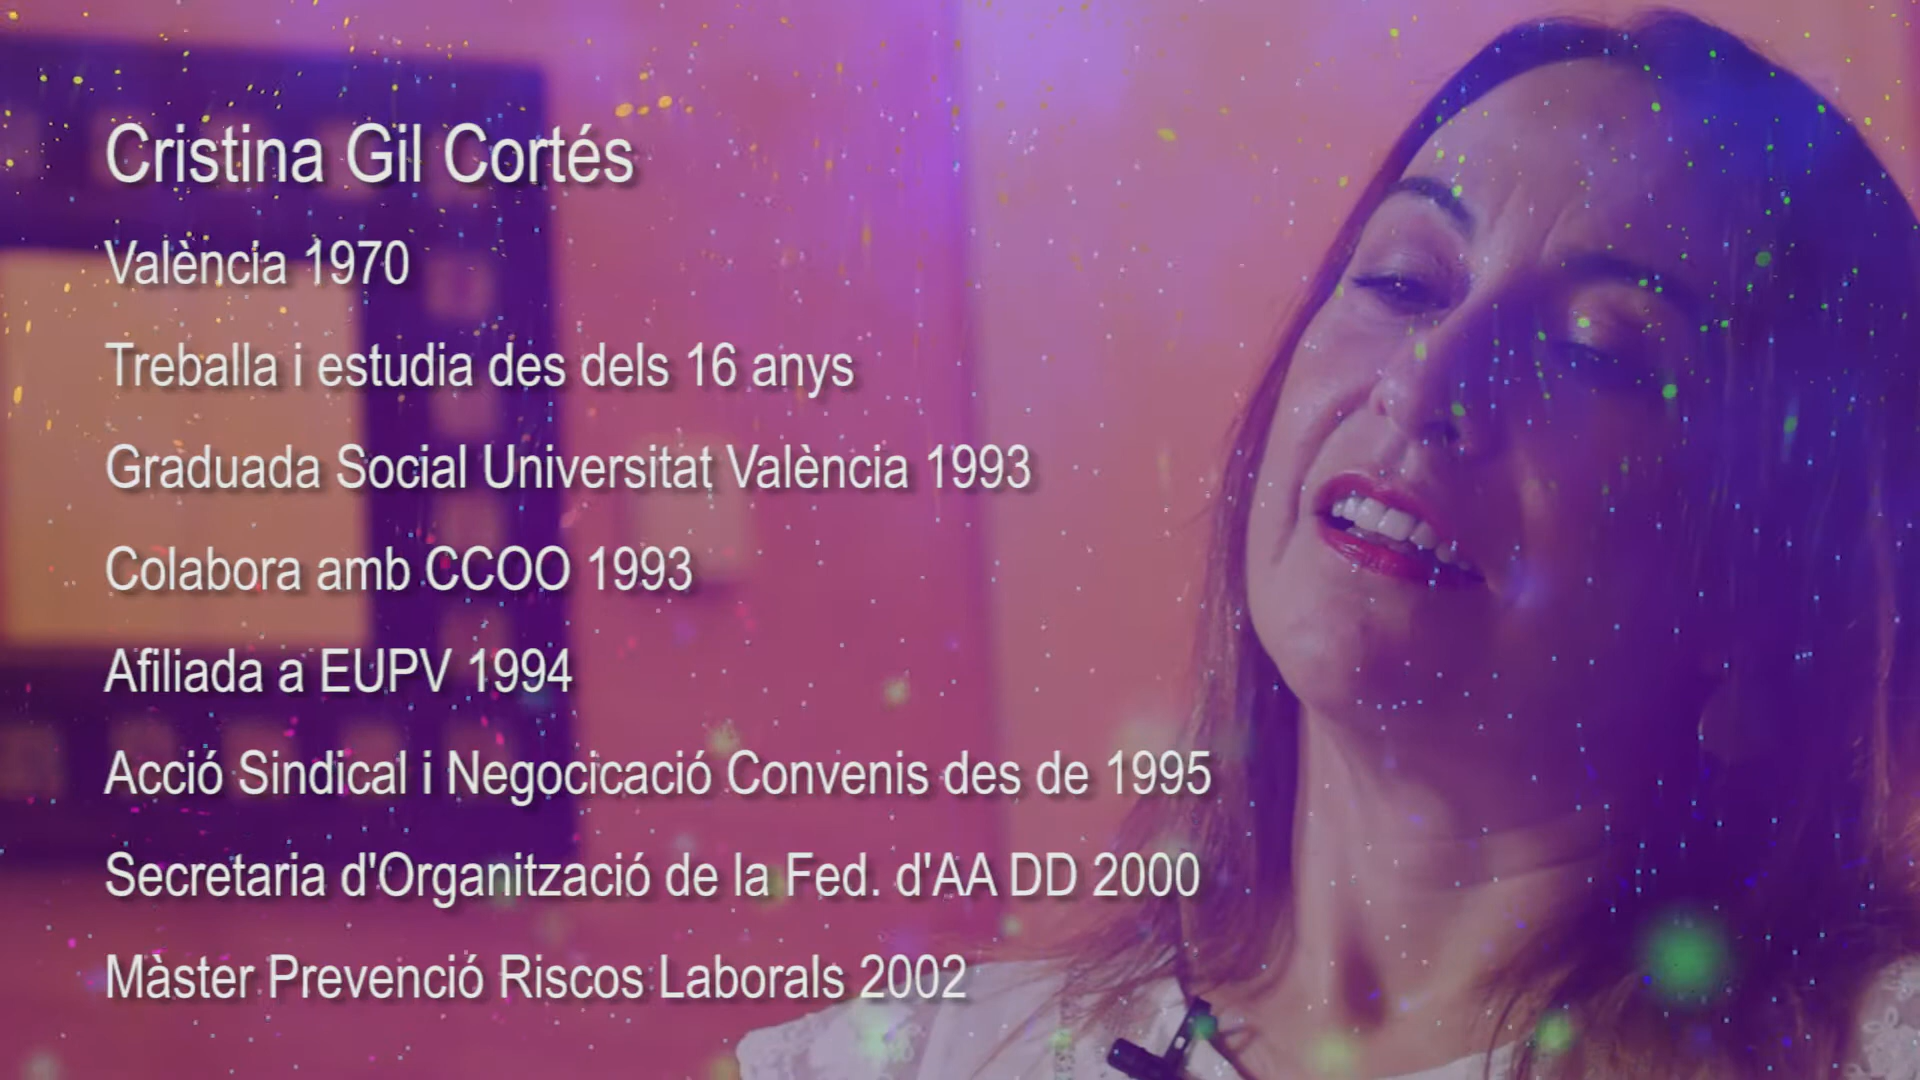 Cristina Gil Cortés
València 1970
Treballa i estudia des dels 16 anys
Graduada Social Universitat València 1993
Colabora amb CCOO 1993
Afiliada a EUPV 1994
Acció Sindical i Negocicació Convenis des de 1995
Secretaria d'Organització de la Fed. d'AA DD 2000
Màster Prevenció Riscos Laborals 2002